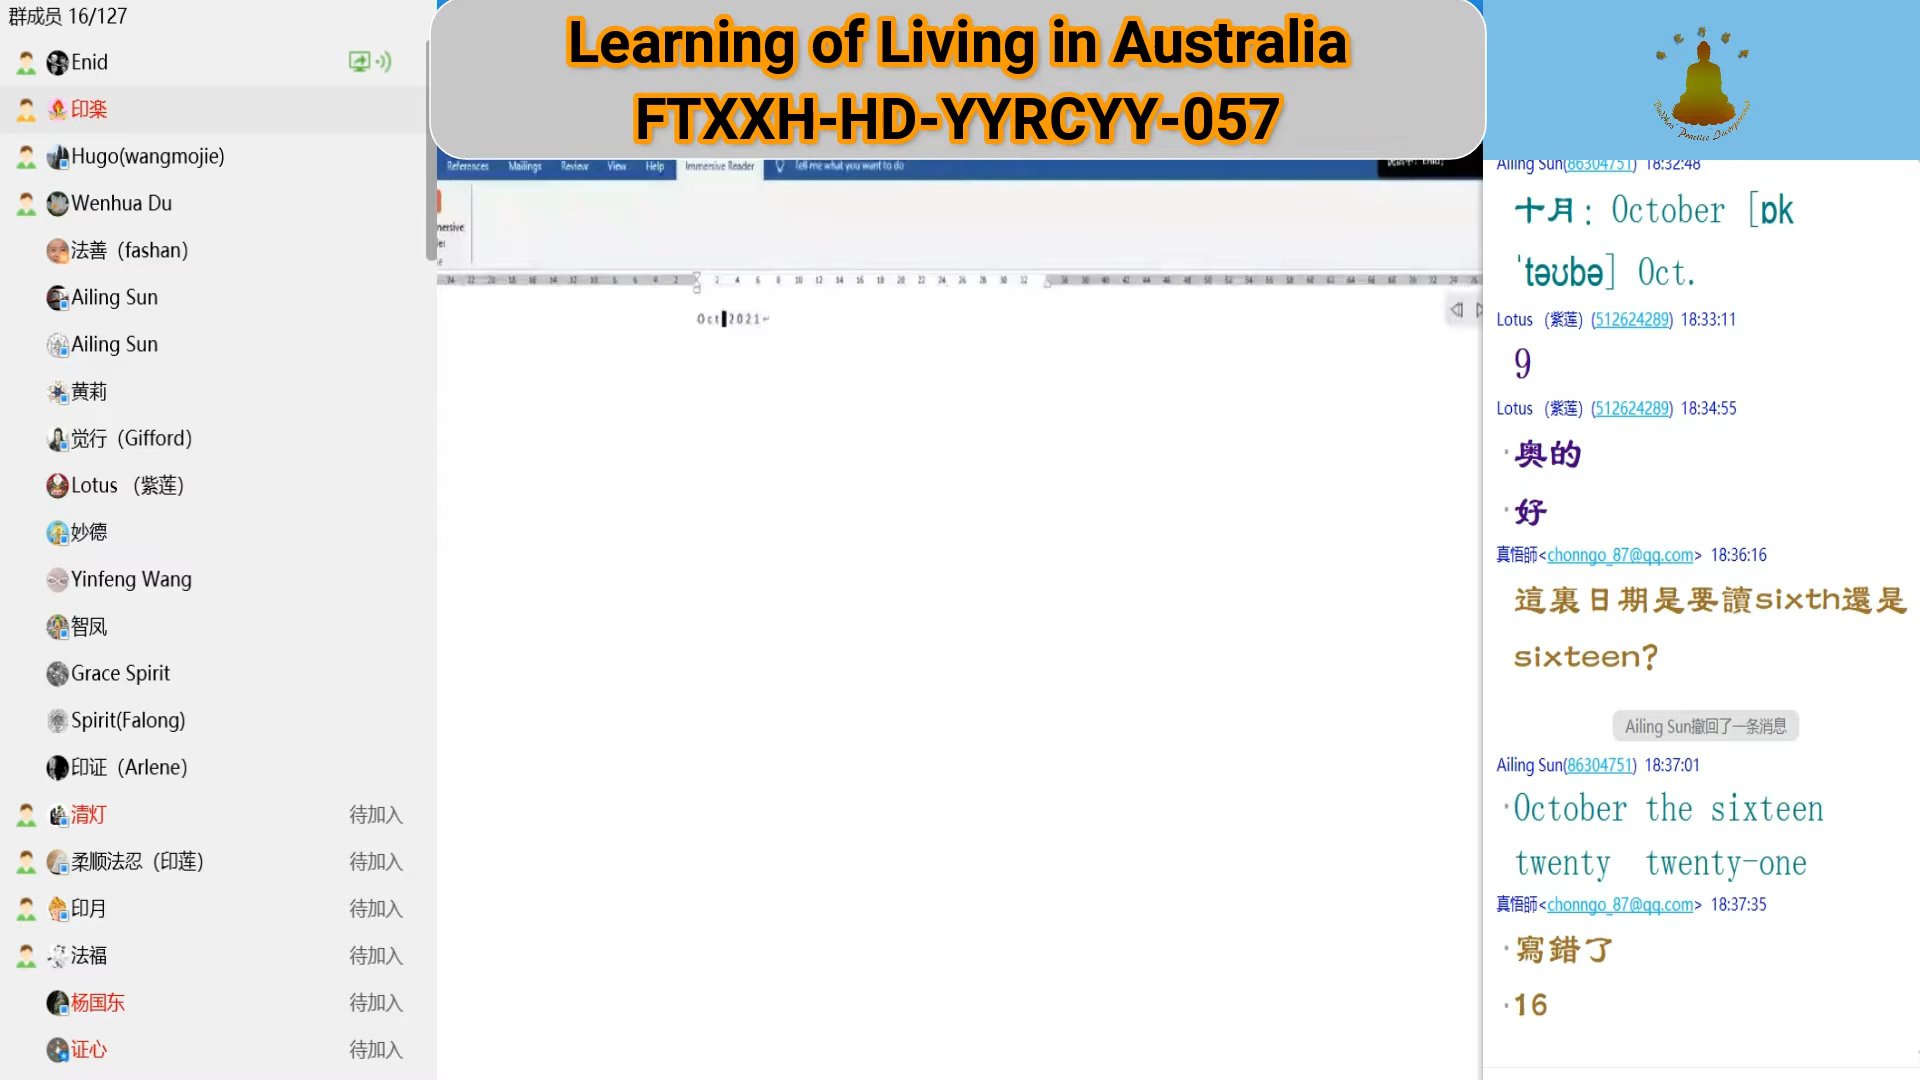 群成员 16/127
Enid
印楽
Hugo(wangmojie)
Wenhua Du
法善（fashan）
Ailing Sun
Ailing Sun
黄莉
觉行（Gifford）
Lotus （紫莲）
妙德
Yinfeng Wang
智凤
Grace Spirit
Spirit(Falong)
印证（Arlene）
清灯 待加入
柔顺法忍（印莲） 待加入
印月 待加入
法福 待加入
杨国东 待加入
证心 待加入
Learning of Living in Australia
FTXXH-HD-YYRCYY-057
References Mailings Review View Help Immersive Reader Tell me what you want to do
Oct 2021
Ailing Sun(86304751) 18:32:48
十月: October [ɒk
ˈtəʊbə] Oct.
Lotus （紫莲）(512624289) 18:33:11
9
Lotus （紫莲）(512624289) 18:34:55
奥的
好
真悟師<chonngo_87@qq.com> 18:36:16
這裏日期是要讀sixth還是
sixteen?
Ailing Sun撤回了一条消息
Ailing Sun(86304751) 18:37:01
October the sixteen
twenty twenty-one
真悟師<chonngo_87@qq.com> 18:37:35
寫錯了
16